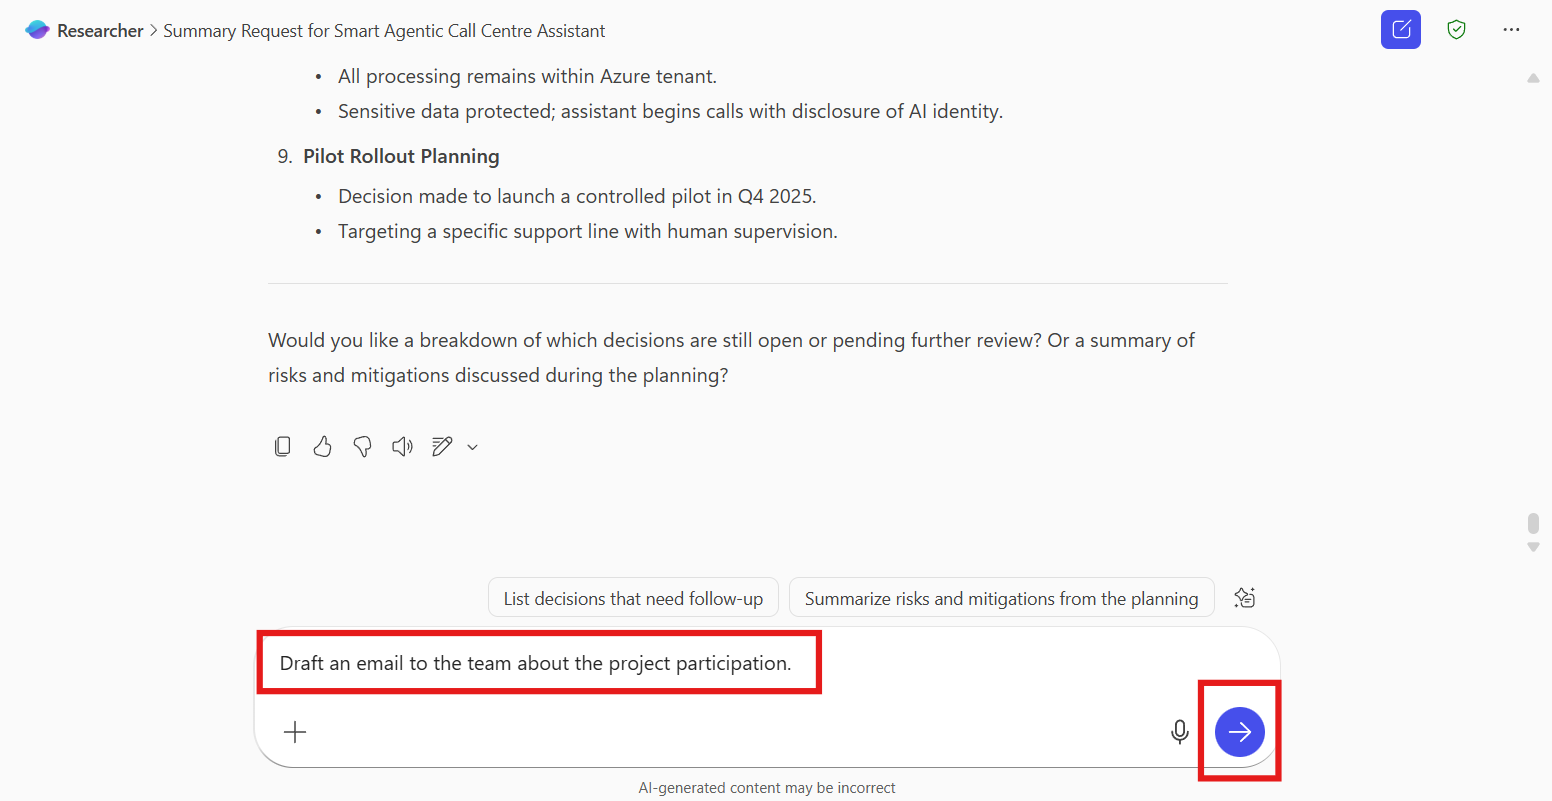 Researcher > Summary Request for Smart Agentic Call Centre Assistant
• All processing remains within Azure tenant.
• Sensitive data protected; assistant begins calls with disclosure of AI identity.
9. Pilot Rollout Planning
• Decision made to launch a controlled pilot in Q4 2025.
• Targeting a specific support line with human supervision.
Would you like a breakdown of which decisions are still open or pending further review? Or a summary of
risks and mitigations discussed during the planning?
List decisions that need follow-up
Summarize risks and mitigations from the planning
Draft an email to the team about the project participation.
AI-generated content may be incorrect